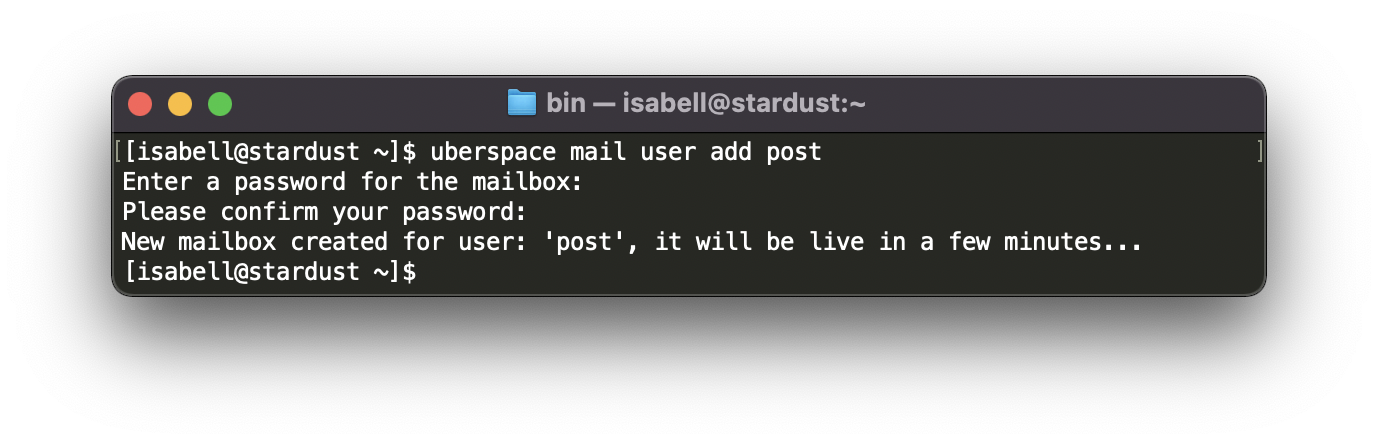 bin — isabell@stardust:~
[[isabell@stardust ~]$ uberspace mail user add post ]
Enter a password for the mailbox:
Please confirm your password:
New mailbox created for user: 'post', it will be live in a few minutes...
[isabell@stardust ~]$